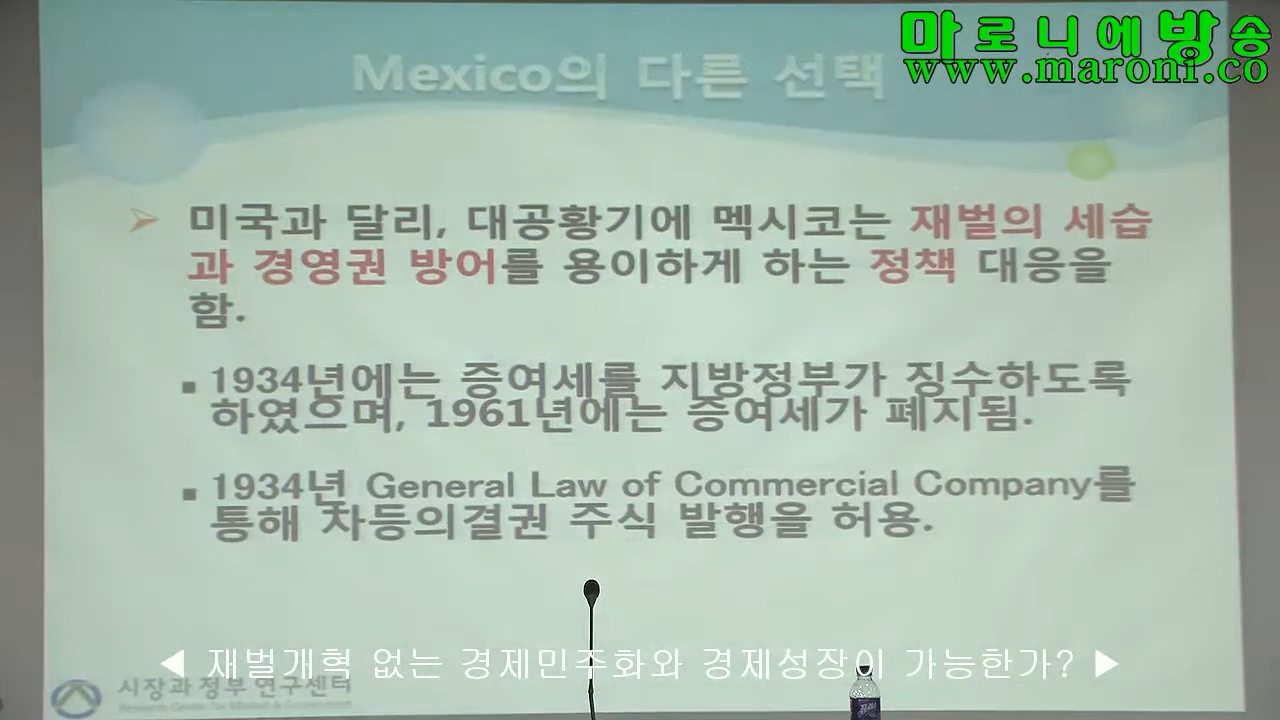 마로니에방송
www.maroni.co
Mexico의 다른 선택
미국과 달리, 대공황기에 멕시코는 재벌의 세습
과 경영권 방어를 용이하게 하는 정책 대응을
함.
1934년에는 증여세를 지방정부가 징수하도록
하였으며, 1961년에는 증여세가 폐지됨.
1934년 General Law of Commercial Company를
통해 차등의결권 주식 발행을 허용.
◀ 재벌개혁 없는 경제민주화와 경제성장이 가능한가? ▶
시장과 정부 연구센터
Research Center for Market & Government